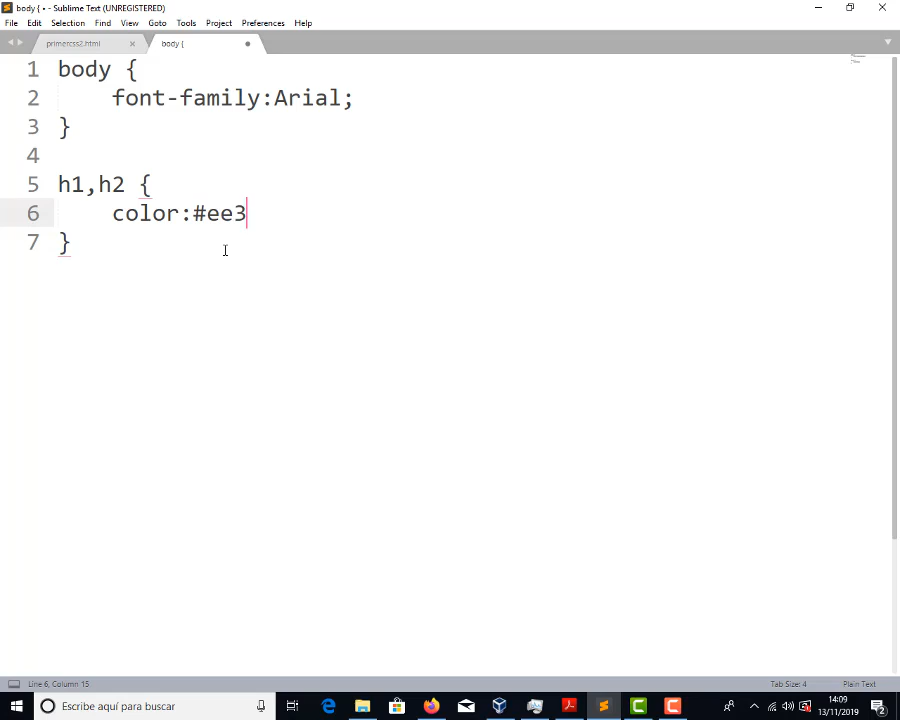 body { • - Sublime Text (UNREGISTERED)
File Edit Selection Find View Goto Tools Project Preferences Help
primercss2.html
body {
1 body {
2 font-family:Arial;
3 }
4
5 h1,h2 {
6 color:#ee3
7 }
Line 6, Column 15
Tab Size: 4
Plain Text
Escribe aquí para buscar
14:09
13/11/2019
2